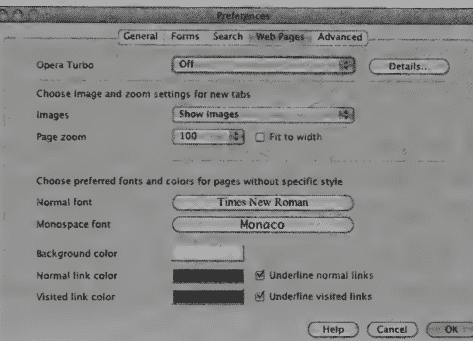 Preferences
General Forms Search Web Pages Advanced
Opera Turbo Off Details...
Choose image and zoom settings for new tabs
Images Show images
Page zoom 100 Fit to width
Choose preferred fonts and colors for pages without specific style
Normal font Times New Roman
Monospace font Monaco
Background color
Normal link color Underline normal links
Visited link color Underline visited links
Help Cancel OK